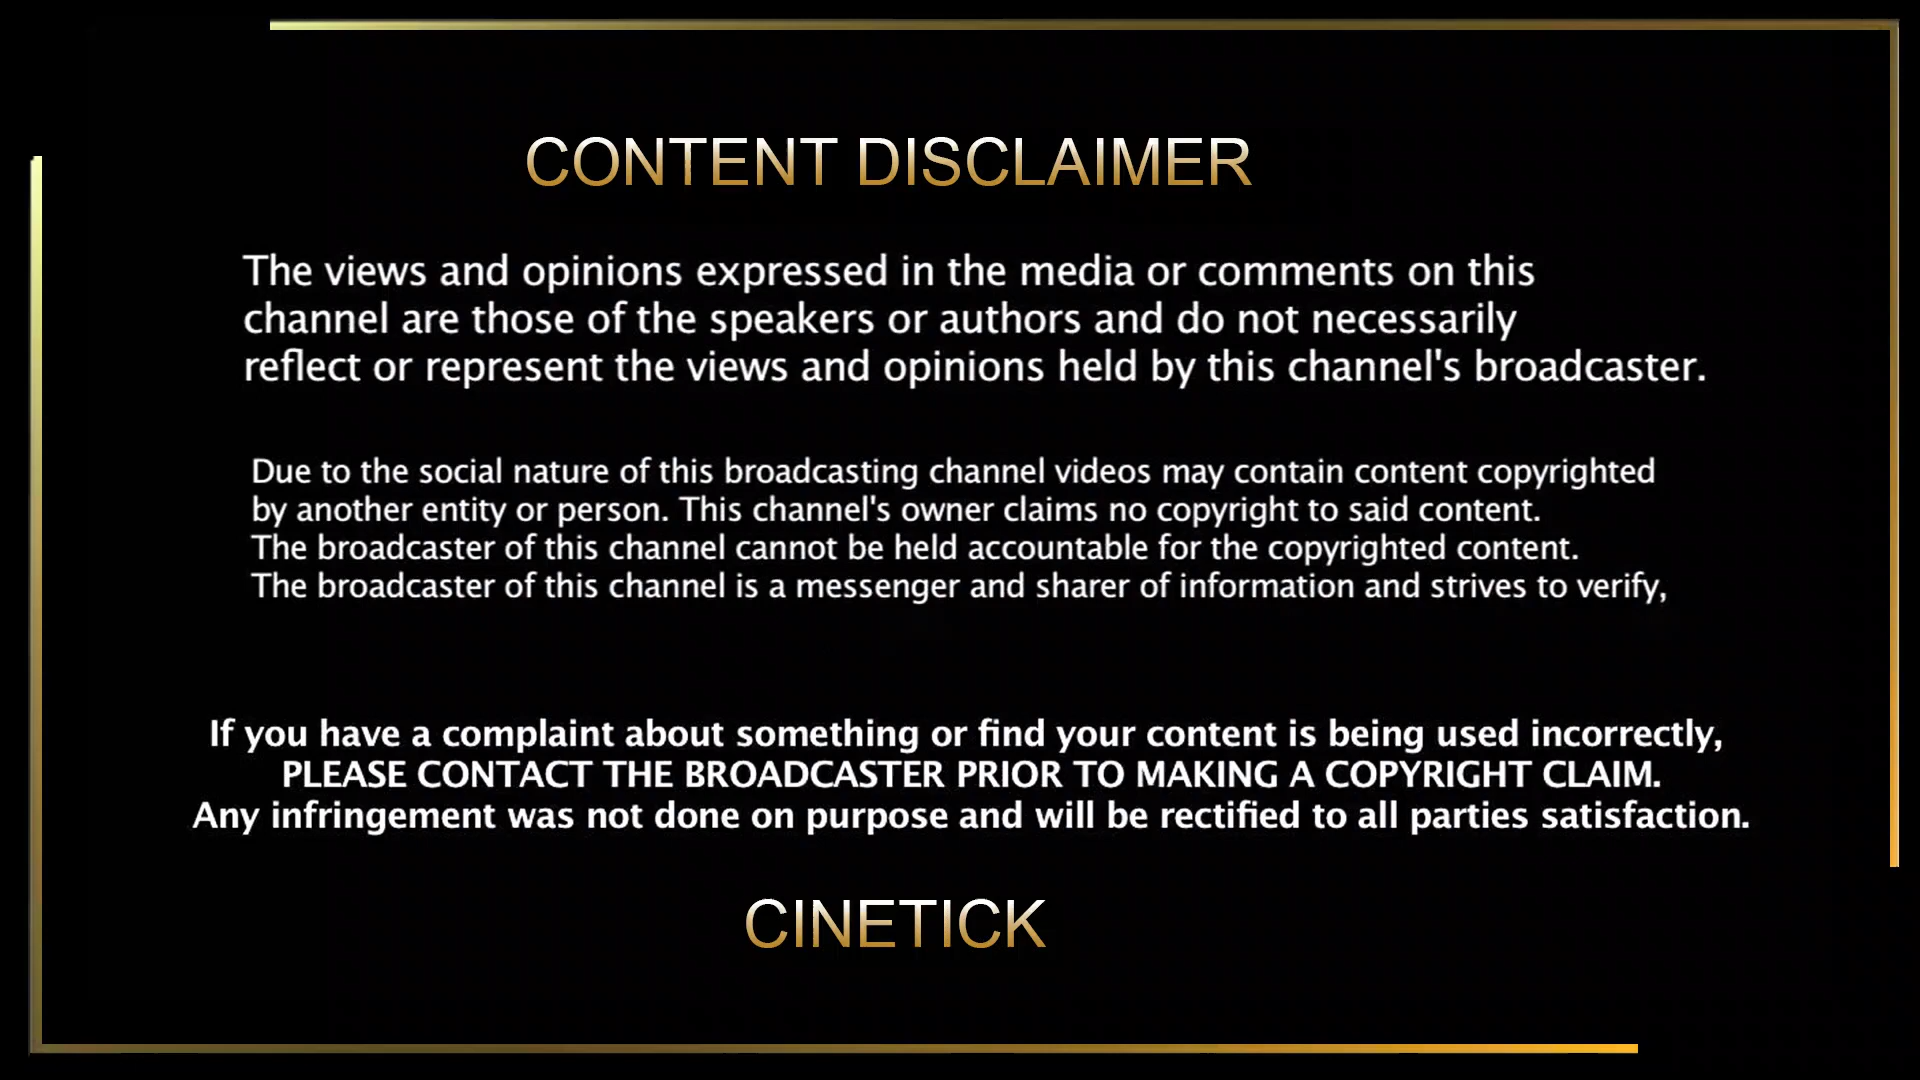 CONTENT DISCLAIMER
The views and opinions expressed in the media or comments on this
channel are those of the speakers or authors and do not necessarily
reflect or represent the views and opinions held by this channel's broadcaster.
Due to the social nature of this broadcasting channel videos may contain content copyrighted
by another entity or person. This channel's owner claims no copyright to said content.
The broadcaster of this channel cannot be held accountable for the copyrighted content.
The broadcaster of this channel is a messenger and sharer of information and strives to verify,
If you have a complaint about something or find your content is being used incorrectly,
PLEASE CONTACT THE BROADCASTER PRIOR TO MAKING A COPYRIGHT CLAIM.
Any infringement was not done on purpose and will be rectified to all parties satisfaction.
CINETICK